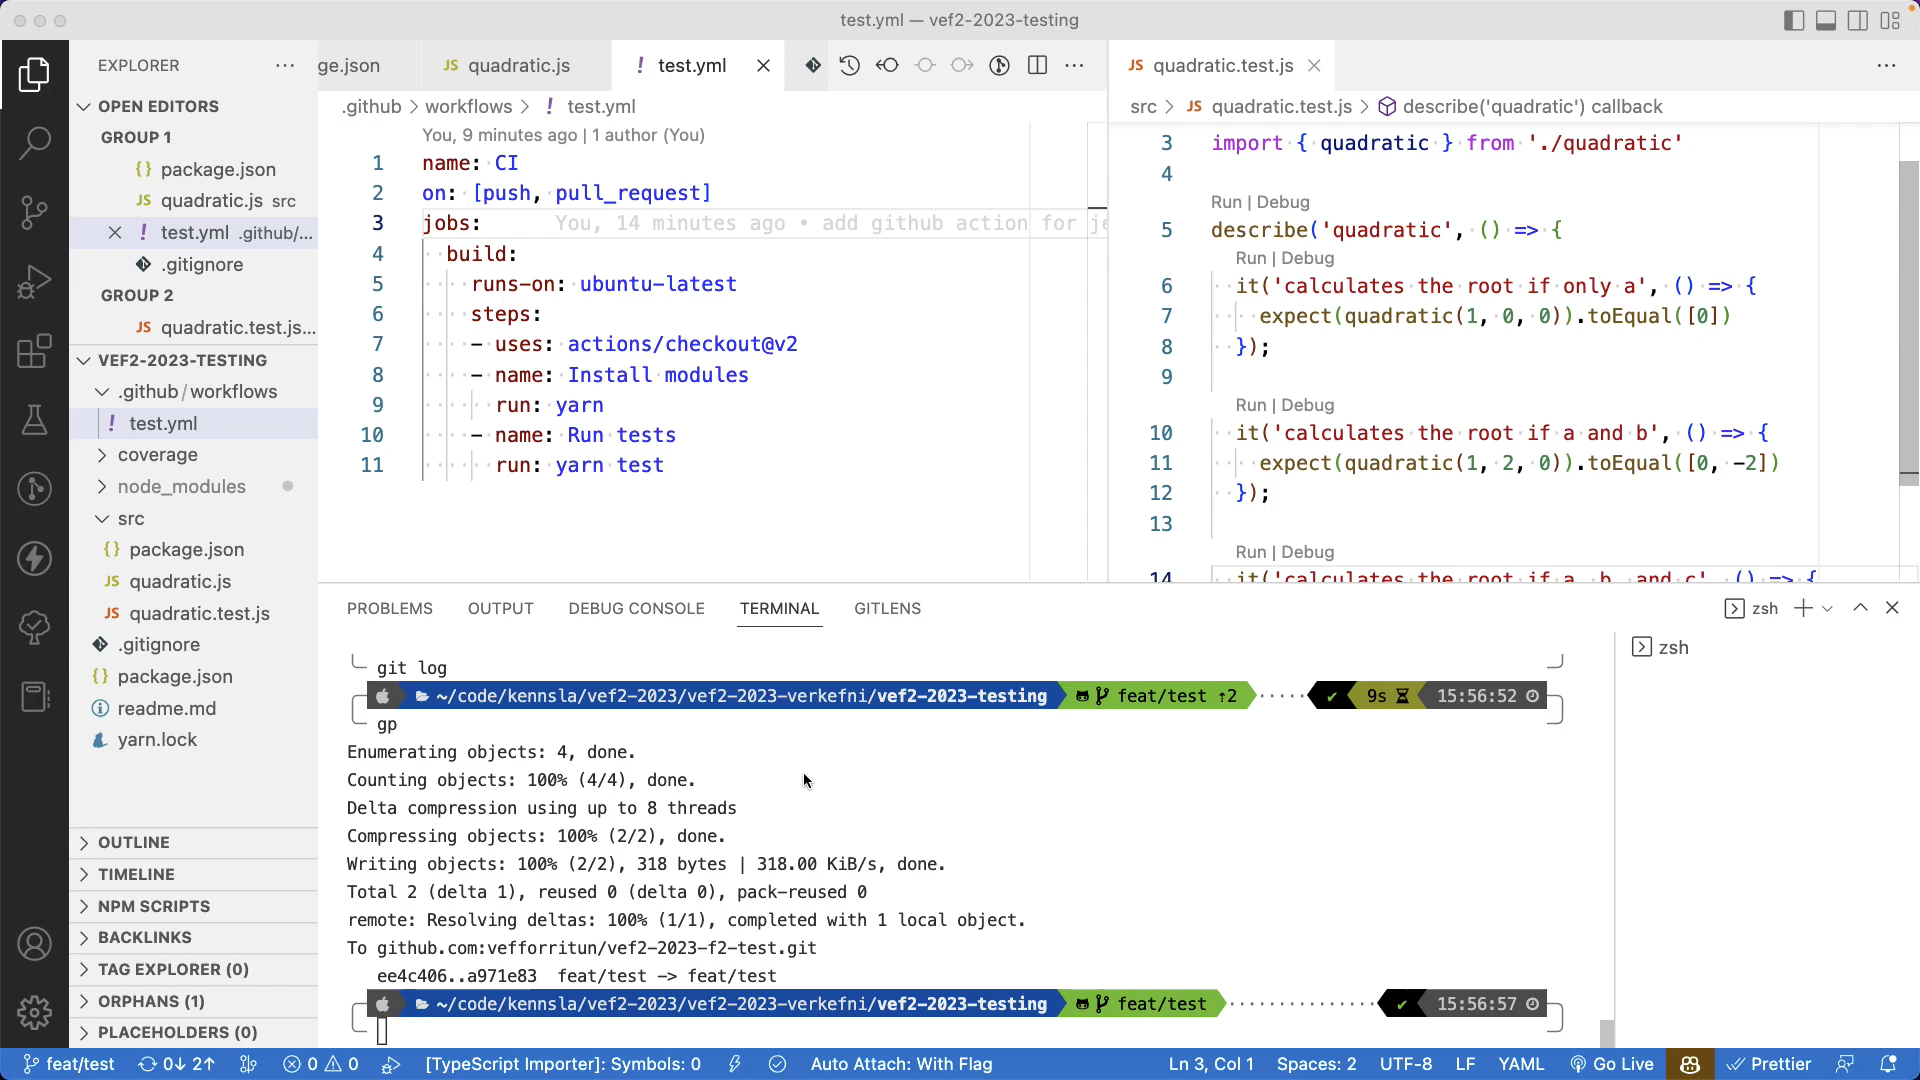 test.yml — vef2-2023-testing
EXPLORER
OPEN EDITORS
GROUP 1
package.json
quadratic.js src
test.yml .github/...
.gitignore
GROUP 2
quadratic.test.js...
VEF2-2023-TESTING
.github/workflows
test.yml
coverage
node_modules
src
package.json
quadratic.js
quadratic.test.js
.gitignore
package.json
readme.md
yarn.lock
OUTLINE
TIMELINE
NPM SCRIPTS
BACKLINKS
TAG EXPLORER (0)
ORPHANS (1)
PLACEHOLDERS (0)
ge.json
JS quadratic.js
! test.yml
.github > workflows > ! test.yml
You, 9 minutes ago | 1 author (You)
1 name: CI
2 on: [push, pull_request]
3 jobs: You, 14 minutes ago • add github action for je
4 build:
5 runs-on: ubuntu-latest
6 steps:
7 - uses: actions/checkout@v2
8 - name: Install modules
9 run: yarn
10 - name: Run tests
11 run: yarn test
JS quadratic.test.js
src > JS quadratic.test.js > describe('quadratic') callback
3 import { quadratic } from './quadratic'
4
Run | Debug
5 describe('quadratic', () => {
Run | Debug
6 it('calculates the root if only a', () => {
7 expect(quadratic(1, 0, 0)).toEqual([0])
8 });
9
Run | Debug
10 it('calculates the root if a and b', () => {
11 expect(quadratic(1, 2, 0)).toEqual([0, -2])
12 });
13
Run | Debug
14 it('calculates the root if a, b, and c', () => {
PROBLEMS OUTPUT DEBUG CONSOLE TERMINAL GITLENS
zsh
zsh
git log
~/code/kennsla/vef2-2023/vef2-2023-verkefni/vef2-2023-testing feat/test ↑2 ✔ 9s 15:56:52
gp
Enumerating objects: 4, done.
Counting objects: 100% (4/4), done.
Delta compression using up to 8 threads
Compressing objects: 100% (2/2), done.
Writing objects: 100% (2/2), 318 bytes | 318.00 KiB/s, done.
Total 2 (delta 1), reused 0 (delta 0), pack-reused 0
remote: Resolving deltas: 100% (1/1), completed with 1 local object.
To github.com:vefforritun/vef2-2023-f2-test.git
ee4c406..a971e83 feat/test -> feat/test
~/code/kennsla/vef2-2023/vef2-2023-verkefni/vef2-2023-testing feat/test ✔ 15:56:57
feat/test 0↓ 2↑ 0 0 [TypeScript Importer]: Symbols: 0 Auto Attach: With Flag Ln 3, Col 1 Spaces: 2 UTF-8 LF YAML Go Live Prettier